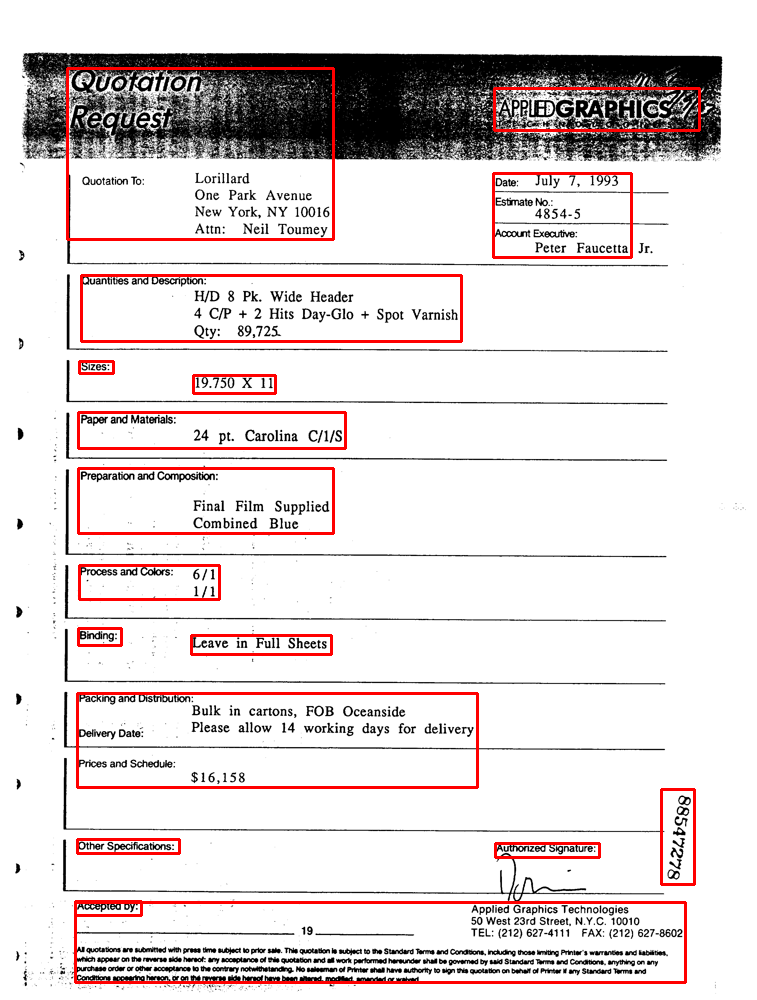 Quotation
Request
APPLIED GRAPHICS
TECHNOLOGIES
Quotation To:
Lorillard
One Park Avenue
New York, NY 10016
Attn: Neil Toumey
Date: July 7, 1993
Estimate No.:
4854-5
Account Executive:
Peter Faucetta Jr.
Quantities and Description:
H/D 8 Pk. Wide Header
4 C/P + 2 Hits Day-Glo + Spot Varnish
Qty: 89,725
Sizes:
19.750 X 11
Paper and Materials:
24 pt. Carolina C/1/S
Preparation and Composition:
Final Film Supplied
Combined Blue
Process and Colors: 6/1
1/1
Binding:
Leave in Full Sheets
Packing and Distribution:
Bulk in cartons, FOB Oceanside
Delivery Date: Please allow 14 working days for delivery
Prices and Schedule:
$16,158
88547278
Other Specifications:
Authorized Signature:
Accepted by:
19
Applied Graphics Technologies
50 West 23rd Street, N.Y.C. 10010
TEL: (212) 627-4111 FAX: (212) 627-8602
All quotations are submitted with press time subject to prior sale. This quotation is subject to the Standard Terms and Conditions, including those limiting Printer's warranties and liabilities,
which appear on the reverse side hereof: any acceptance of this quotation and all work performed hereunder shall be governed by said Standard Terms and Conditions, anything on any
purchase order or other acceptance to the contrary notwithstanding. No salesman of Printer shall have authority to sign this quotation on behalf of Printer if any Standard Terms and
Conditions appearing hereon, or on the reverse side hereof have been altered, modified, amended or waived.